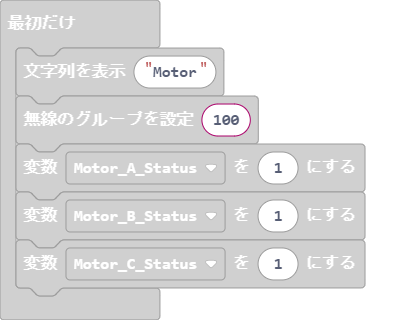 最初だけ
文字列を表示 "Motor"
無線のグループを設定 100
変数 Motor_A_Status を 1 にする
変数 Motor_B_Status を 1 にする
変数 Motor_C_Status を 1 にする